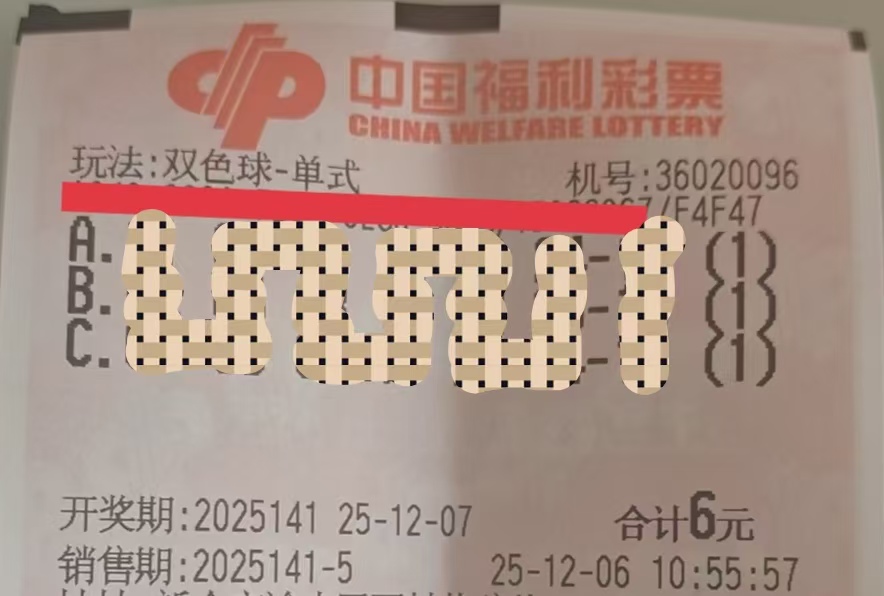 中国福利彩票
CHINA WELFARE LOTTERY
玩法:双色球-单式 机号:36020096
/E4F47
A. - (1)
B. - (1)
C. - (1)
开奖期:2025141 25-12-07 合计6元
销售期:2025141-5 25-12-06 10:55:57